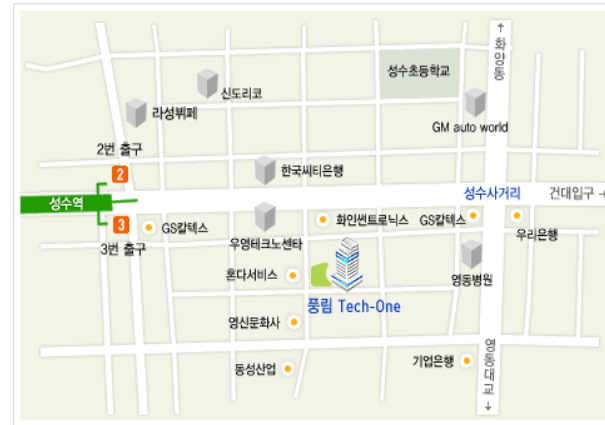 ↑
화양동
성수초등학교
신도리코
라성뷔페
GM auto world
2번 출구
2
한국씨티은행
성수역
성수사거리
건대입구 →
3
GS칼텍스
화인썬트로닉스
GS칼텍스
우리은행
3번 출구
우영테크노센타
혼다서비스
영동병원
풍림 Tech-One
영신문화사
동성산업
기업은행
영동대교
↓